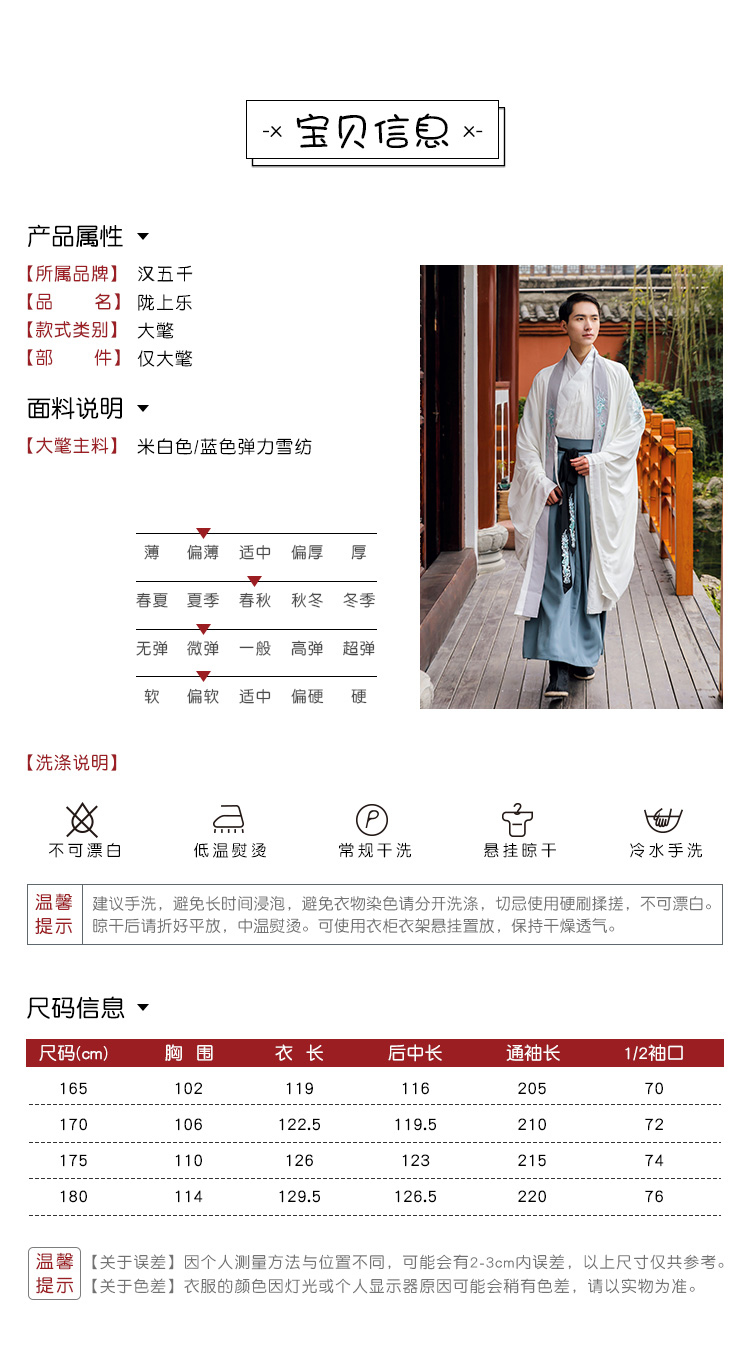 -× 宝贝信息 ×-
产品属性
【所属品牌】 汉五千
【品 名】 陇上乐
【款式类别】 大氅
【部 件】 仅大氅
面料说明
【大氅主料】 米白色/蓝色弹力雪纺
薄 偏薄 适中 偏厚 厚
春夏 夏季 春秋 秋冬 冬季
无弹 微弹 一般 高弹 超弹
软 偏软 适中 偏硬 硬
【洗涤说明】
P
不可漂白 低温熨烫 常规干洗 悬挂晾干 冷水手洗
温馨提示
建议手洗，避免长时间浸泡，避免衣物染色请分开洗涤，切忌使用硬刷揉搓，不可漂白。
晾干后请折好平放，中温熨烫。可使用衣柜衣架悬挂置放，保持干燥透气。
尺码信息
尺码(cm) 胸 围 衣 长 后中长 通袖长 1/2袖口
165 102 119 116 205 70
170 106 122.5 119.5 210 72
175 110 126 123 215 74
180 114 129.5 126.5 220 76
温馨提示
【关于误差】因个人测量方法与位置不同，可能会有2-3cm内误差，以上尺寸仅共参考。
【关于色差】衣服的颜色因灯光或个人显示器原因可能会稍有色差，请以实物为准。